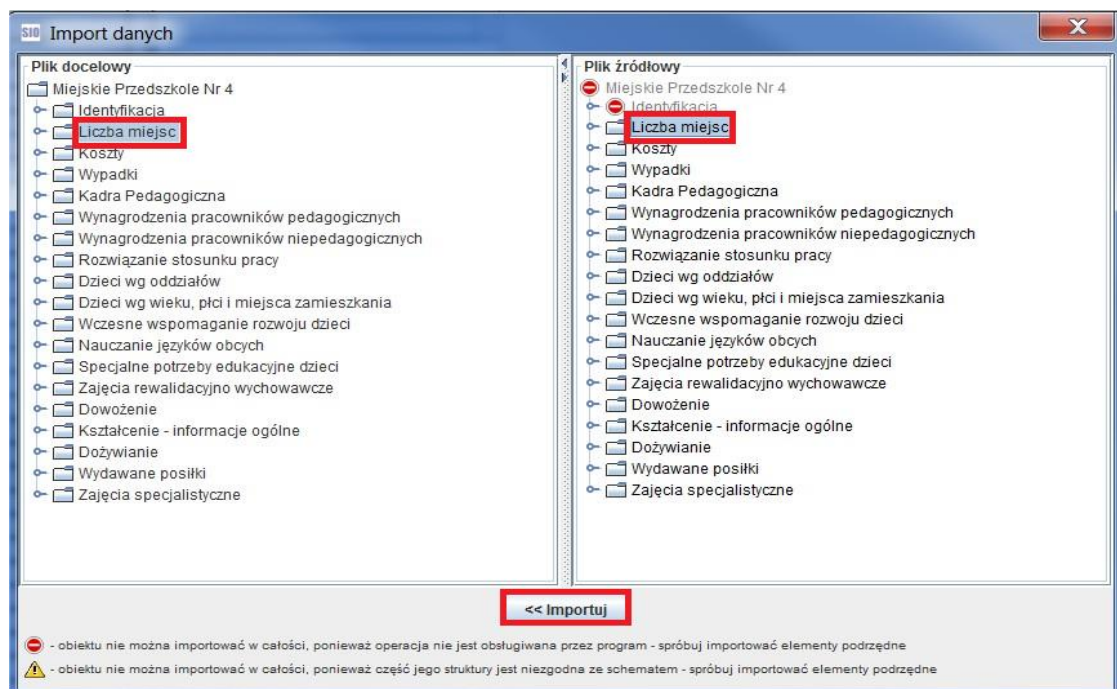 SIO Import danych
Plik docelowy
Miejskie Przedszkole Nr 4
Identyfikacja
Liczba miejsc
Koszty
Wypadki
Kadra Pedagogiczna
Wynagrodzenia pracowników pedagogicznych
Wynagrodzenia pracowników niepedagogicznych
Rozwiązanie stosunku pracy
Dzieci wg oddziałów
Dzieci wg wieku, płci i miejsca zamieszkania
Wczesne wspomaganie rozwoju dzieci
Nauczanie języków obcych
Specjalne potrzeby edukacyjne dzieci
Zajęcia rewalidacyjno wychowawcze
Dowożenie
Kształcenie - informacje ogólne
Dożywianie
Wydawane posiłki
Zajęcia specjalistyczne
Plik źródłowy
Miejskie Przedszkole Nr 4
Identyfikacja
Liczba miejsc
Koszty
Wypadki
Kadra Pedagogiczna
Wynagrodzenia pracowników pedagogicznych
Wynagrodzenia pracowników niepedagogicznych
Rozwiązanie stosunku pracy
Dzieci wg oddziałów
Dzieci wg wieku, płci i miejsca zamieszkania
Wczesne wspomaganie rozwoju dzieci
Nauczanie języków obcych
Specjalne potrzeby edukacyjne dzieci
Zajęcia rewalidacyjno wychowawcze
Dowożenie
Kształcenie - informacje ogólne
Dożywianie
Wydawane posiłki
Zajęcia specjalistyczne
<< Importuj
- obiektu nie można importować w całości, ponieważ operacja nie jest obsługiwana przez program - spróbuj importować elementy podrzędne
- obiektu nie można importować w całości, ponieważ część jego struktury jest niezgodna ze schematem - spróbuj importować elementy podrzędne